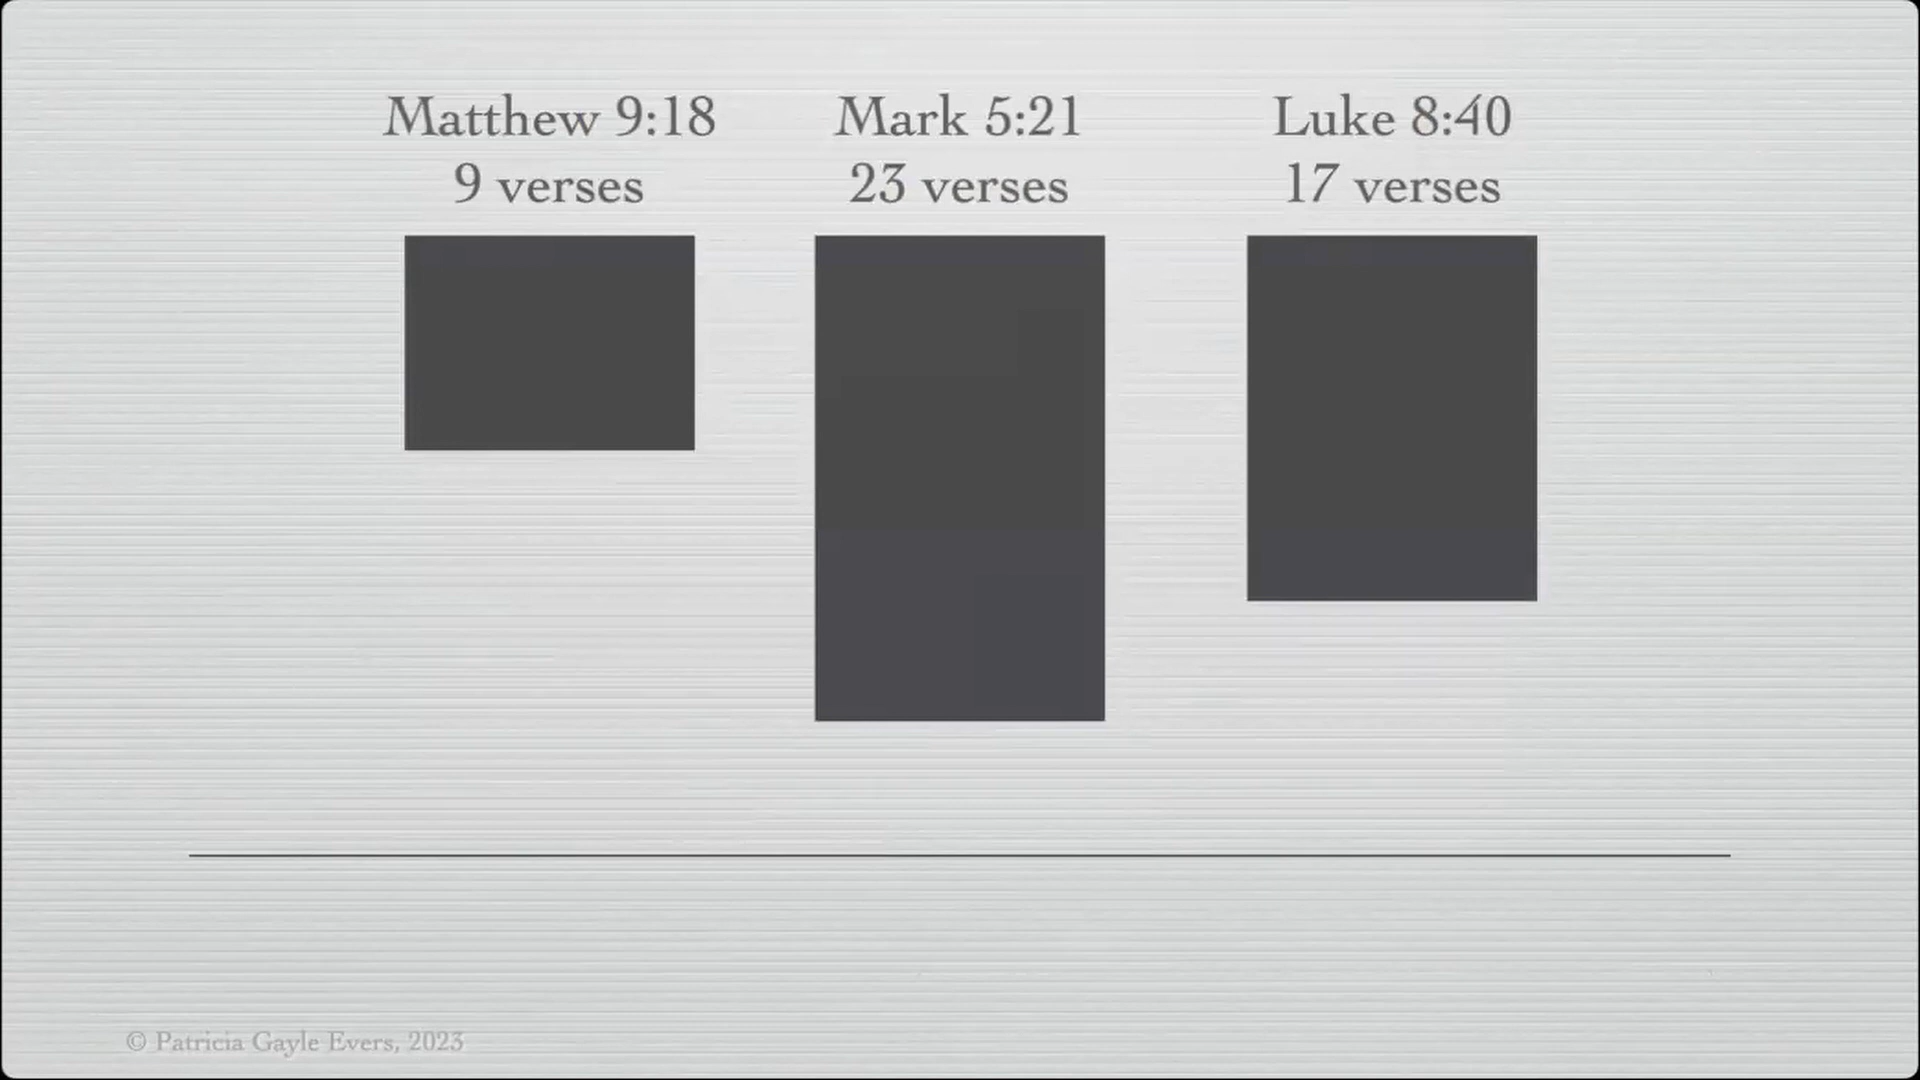 Matthew 9:18
9 verses
Mark 5:21
23 verses
Luke 8:40
17 verses
© Patricia Gayle Evers, 2023